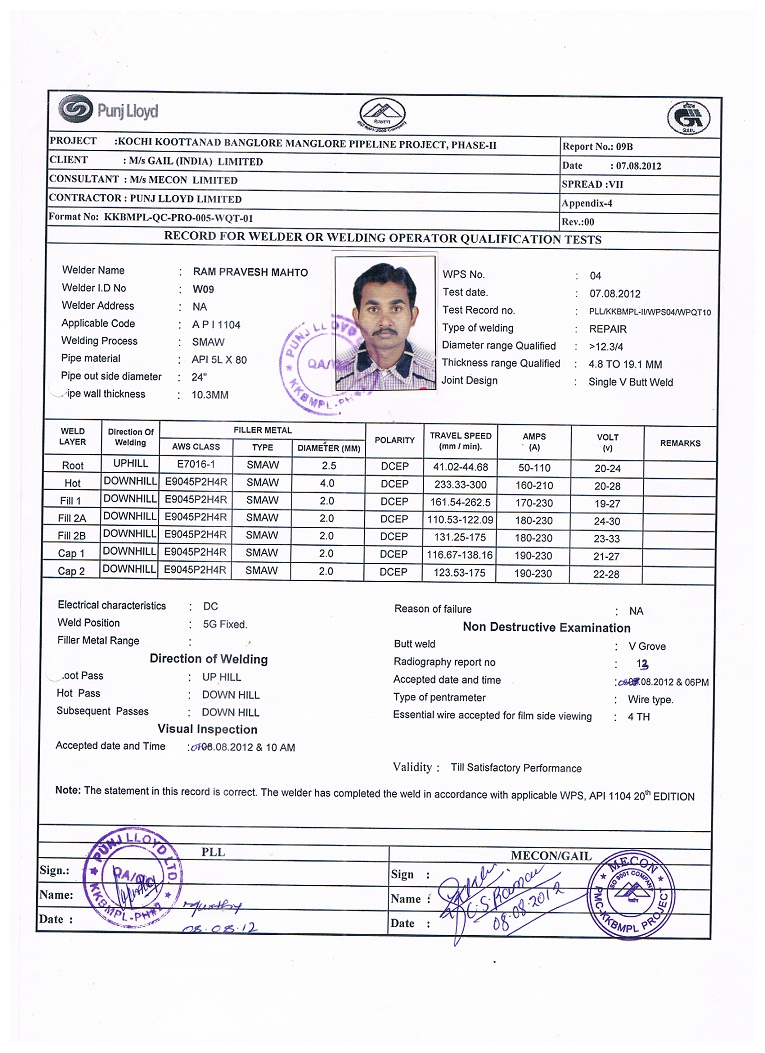 Punj Lloyd
PROJECT :KOCHI KOOTTANAD BANGLORE MANGLORE PIPELINE PROJECT, PHASE-II
Report No.: 09B
CLIENT : M/s GAIL (INDIA) LIMITED
Date : 07.08.2012
CONSULTANT : M/s MECON LIMITED
SPREAD :VII
CONTRACTOR : PUNJ LLOYD LIMITED
Appendix-4
Format No: KKBMPL-QC-PRO-005-WQT-01
Rev.:00
RECORD FOR WELDER OR WELDING OPERATOR QUALIFICATION TESTS
Welder Name : RAM PRAVESH MAHTO
Welder I.D No : W09
Welder Address : NA
Applicable Code : A P I 1104
Welding Process : SMAW
Pipe material : API 5L X 80
Pipe out side diameter : 24"
ipe wall thickness : 10.3MM
PUNJ LLOYD
QA/
KKBMPL-PH
WPS No. : 04
Test date. : 07.08.2012
Test Record no. : PLL/KKBMPL-II/WPS04/WPQT10
Type of welding : REPAIR
Diameter range Qualified : >12.3/4
Thickness range Qualified : 4.8 TO 19.1 MM
Joint Design : Single V Butt Weld
WELD LAYER Direction Of Welding FILLER METAL POLARITY TRAVEL SPEED (mm / min). AMPS (A) VOLT (v) REMARKS
AWS CLASS TYPE DIAMETER (MM)
Root UPHILL E7016-1 SMAW 2.5 DCEP 41.02-44.68 50-110 20-24
Hot DOWNHILL E9045P2H4R SMAW 4.0 DCEP 233.33-300 160-210 20-28
Fill 1 DOWNHILL E9045P2H4R SMAW 2.0 DCEP 161.54-262.5 170-230 19-27
Fill 2A DOWNHILL E9045P2H4R SMAW 2.0 DCEP 110.53-122.09 180-230 24-30
Fill 2B DOWNHILL E9045P2H4R SMAW 2.0 DCEP 131.25-175 180-230 23-33
Cap 1 DOWNHILL E9045P2H4R SMAW 2.0 DCEP 116.67-138.16 190-230 21-27
Cap 2 DOWNHILL E9045P2H4R SMAW 2.0 DCEP 123.53-175 190-230 22-28
Electrical characteristics : DC
Weld Position : 5G Fixed.
Filler Metal Range :
Direction of Welding
.oot Pass : UP HILL
Hot Pass : DOWN HILL
Subsequent Passes : DOWN HILL
Visual Inspection
Accepted date and Time : .08.2012 & 10 AM
Reason of failure : NA
Non Destructive Examination
Butt weld : V Grove
Radiography report no : 13
Accepted date and time : .08.2012 & 06PM
Type of pentrameter : Wire type.
Essential wire accepted for film side viewing : 4 TH
Validity : Till Satisfactory Performance
Note: The statement in this record is correct. The welder has completed the weld in accordance with applicable WPS, API 1104 20th EDITION
PLL
MECON/GAIL
Sign.:
Name:
Date :
08.08.12
PUNJ LLOYD LTD
QA/QC
KKBMPL-PH#2
Sign :
Name :
Date :
C.S. Raman
08.08.2012
MECON
ISO 9001 COMPANY
PMC-KKBMPL PROJECT